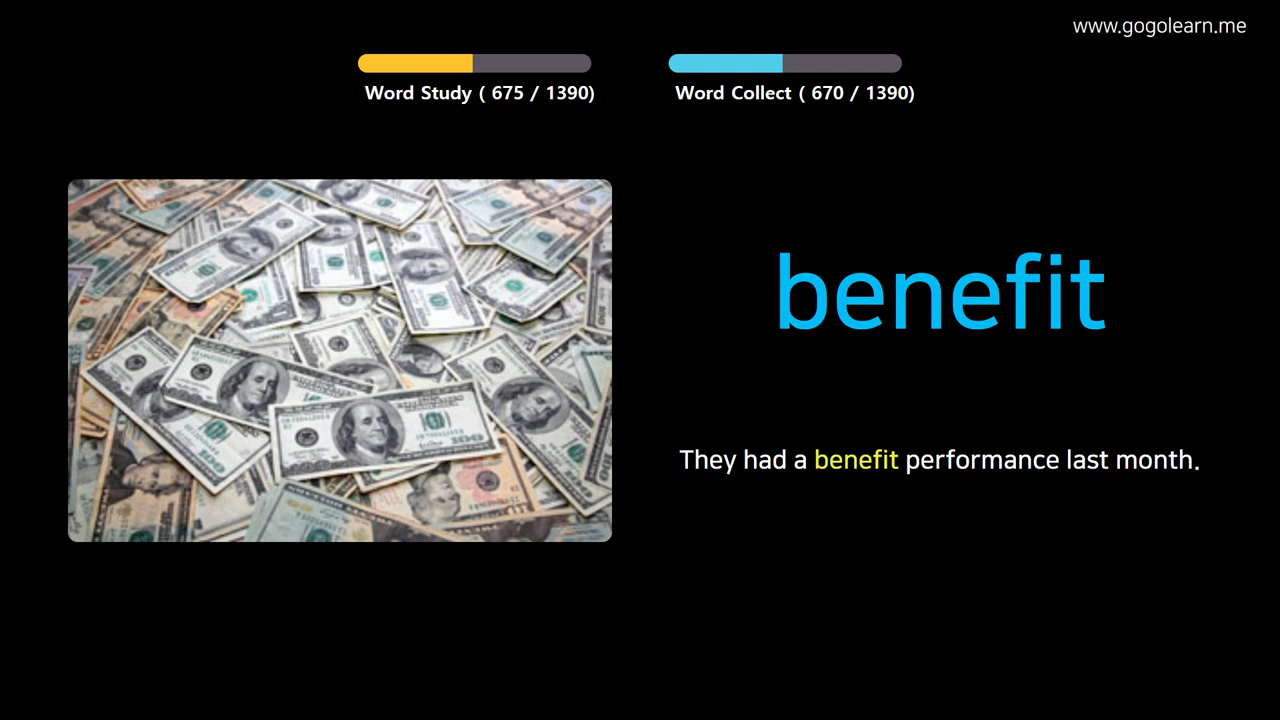 www.gogolearn.me
Word Study ( 675 / 1390)
Word Collect ( 670 / 1390)
benefit
They had a benefit performance last month.